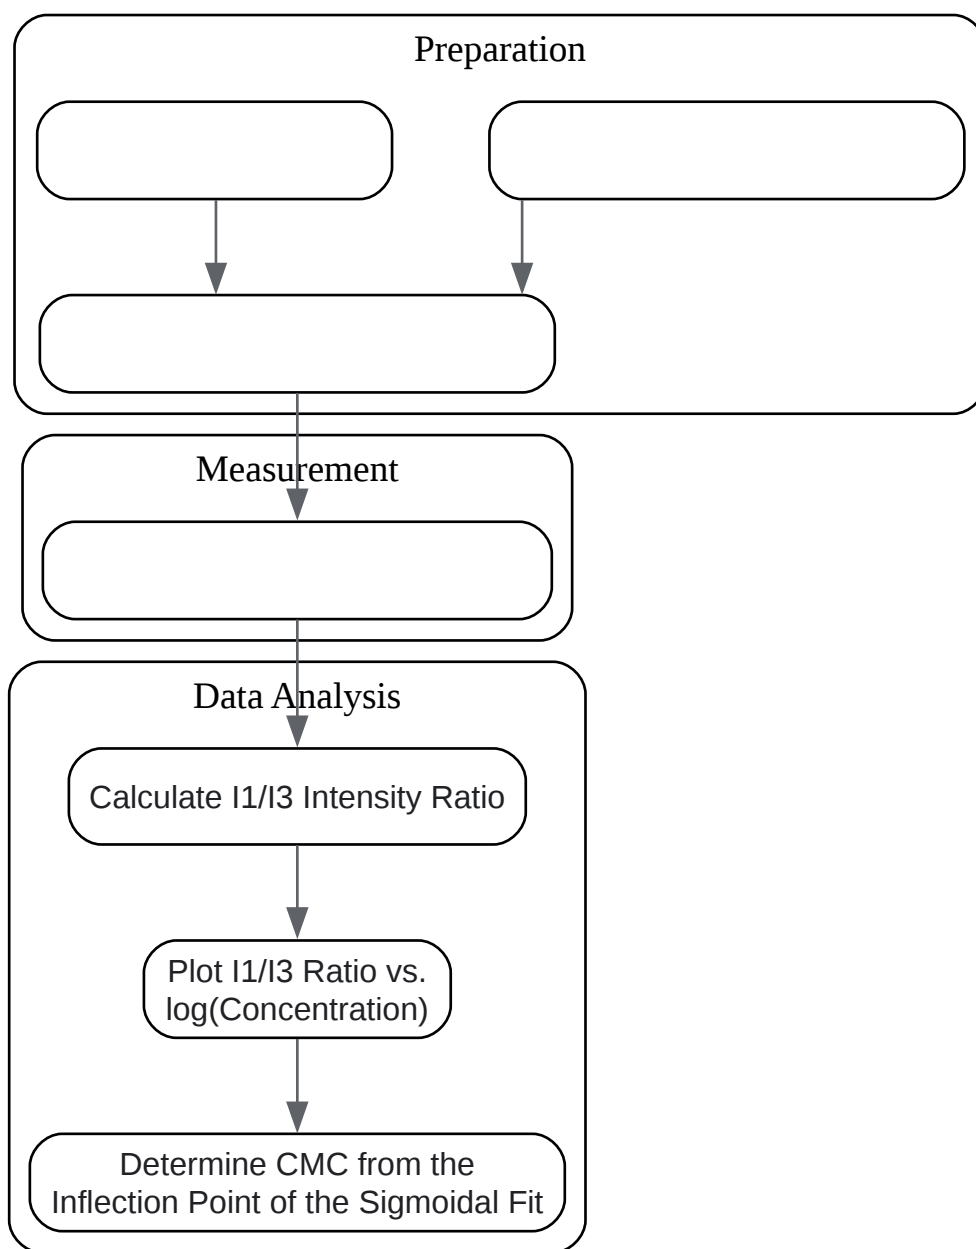 Preparation
Measurement
Data Analysis
Calculate I1/I3 Intensity Ratio
Plot I1/I3 Ratio vs.
log(Concentration)
Determine CMC from the
Inflection Point of the Sigmoidal Fit